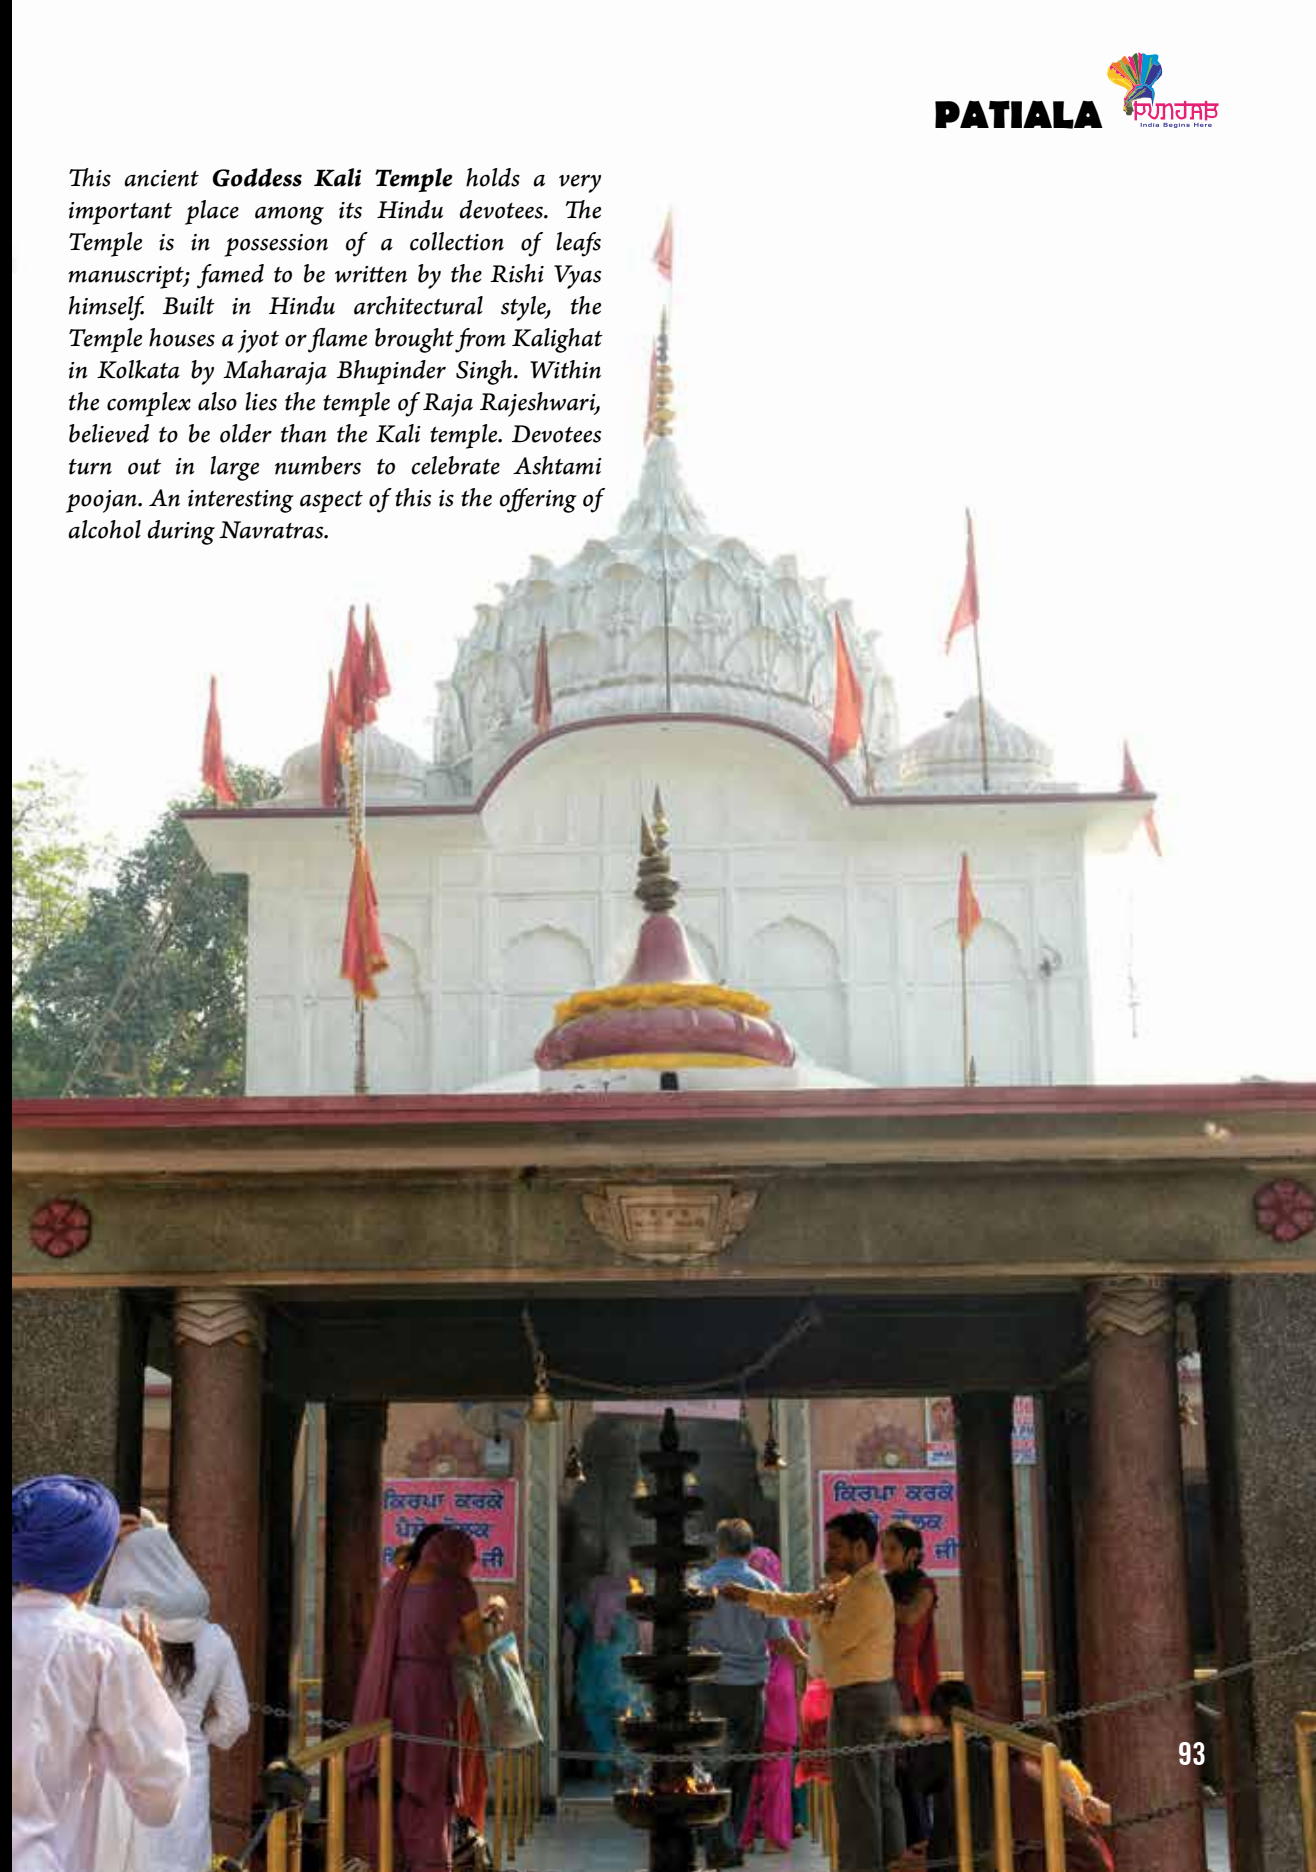 PATIALA
PUNJAB
India Begins Here
This ancient Goddess Kali Temple holds a very
important place among its Hindu devotees. The
Temple is in possession of a collection of leafs
manuscript; famed to be written by the Rishi Vyas
himself. Built in Hindu architectural style, the
Temple houses a jyot or flame brought from Kalighat
in Kolkata by Maharaja Bhupinder Singh. Within
the complex also lies the temple of Raja Rajeshwari,
believed to be older than the Kali temple. Devotees
turn out in large numbers to celebrate Ashtami
poojan. An interesting aspect of this is the offering of
alcohol during Navratras.
ਕਿਰਪਾ ਕਰਕੇ
ਪੈਸੇ ਗੋਲਕ
ਜੀ
ਕਿਰਪਾ ਕਰਕੇ
ਗੋਲਕ
ਜੀ
93